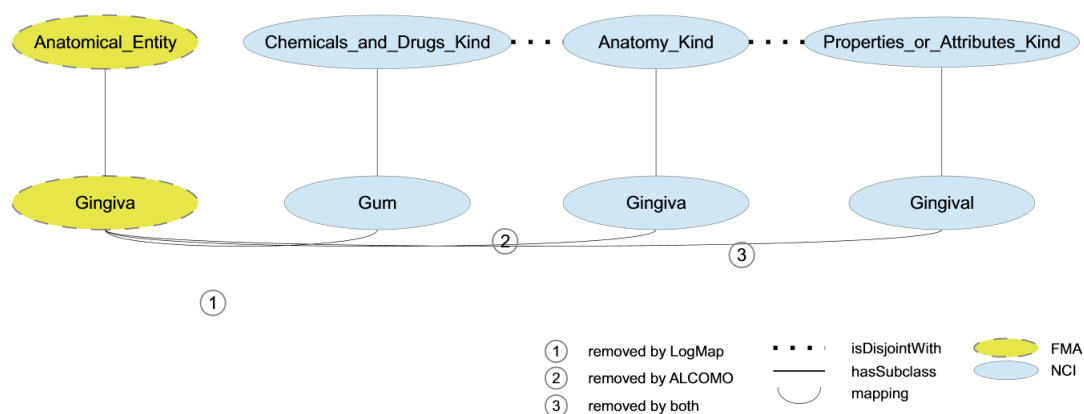 Anatomical_Entity
Chemicals_and_Drugs_Kind
Anatomy_Kind
Properties_or_Attributes_Kind
Gingiva
Gum
Gingiva
Gingival
2
3
1
1 removed by LogMap
isDisjointWith
FMA
2 removed by ALCOMO
hasSubclass
NCI
3 removed by both
mapping